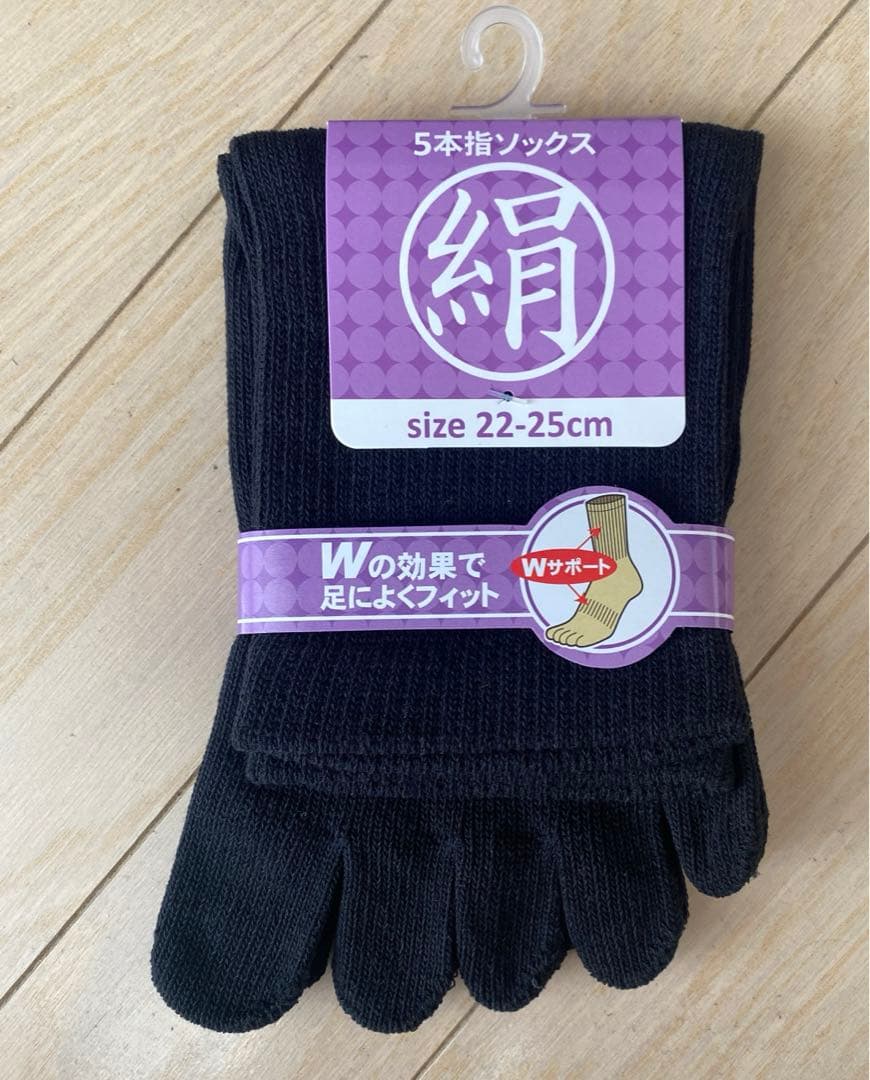 5本指ソックス
絹
size 22-25cm
Wの効果で
足によくフィット
Wサポート